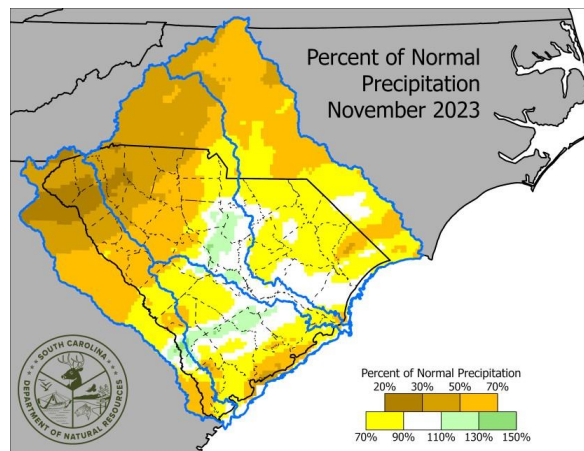 Percent of Normal
Precipitation
November 2023
SOUTH CAROLINA
DEPARTMENT OF NATURAL RESOURCES
Percent of Normal Precipitation
20% 30% 50% 70%
70% 90% 110% 130% 150%